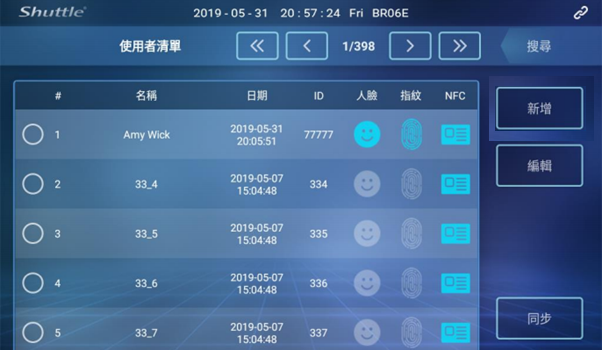 Shuttle® 2019-05-31 20:57:24 Fri BR06E
使用者清單 1/398 搜尋
# 名稱 日期 ID 人臉 指紋 NFC
新增
1 Amy Wick 2019-05-31 20:05:51 77777
編輯
2 33_4 2019-05-07 15:04:48 334
3 33_5 2019-05-07 15:04:48 335
4 33_6 2019-05-07 15:04:48 336
同步
5 33_7 2019-05-07 15:04:48 337